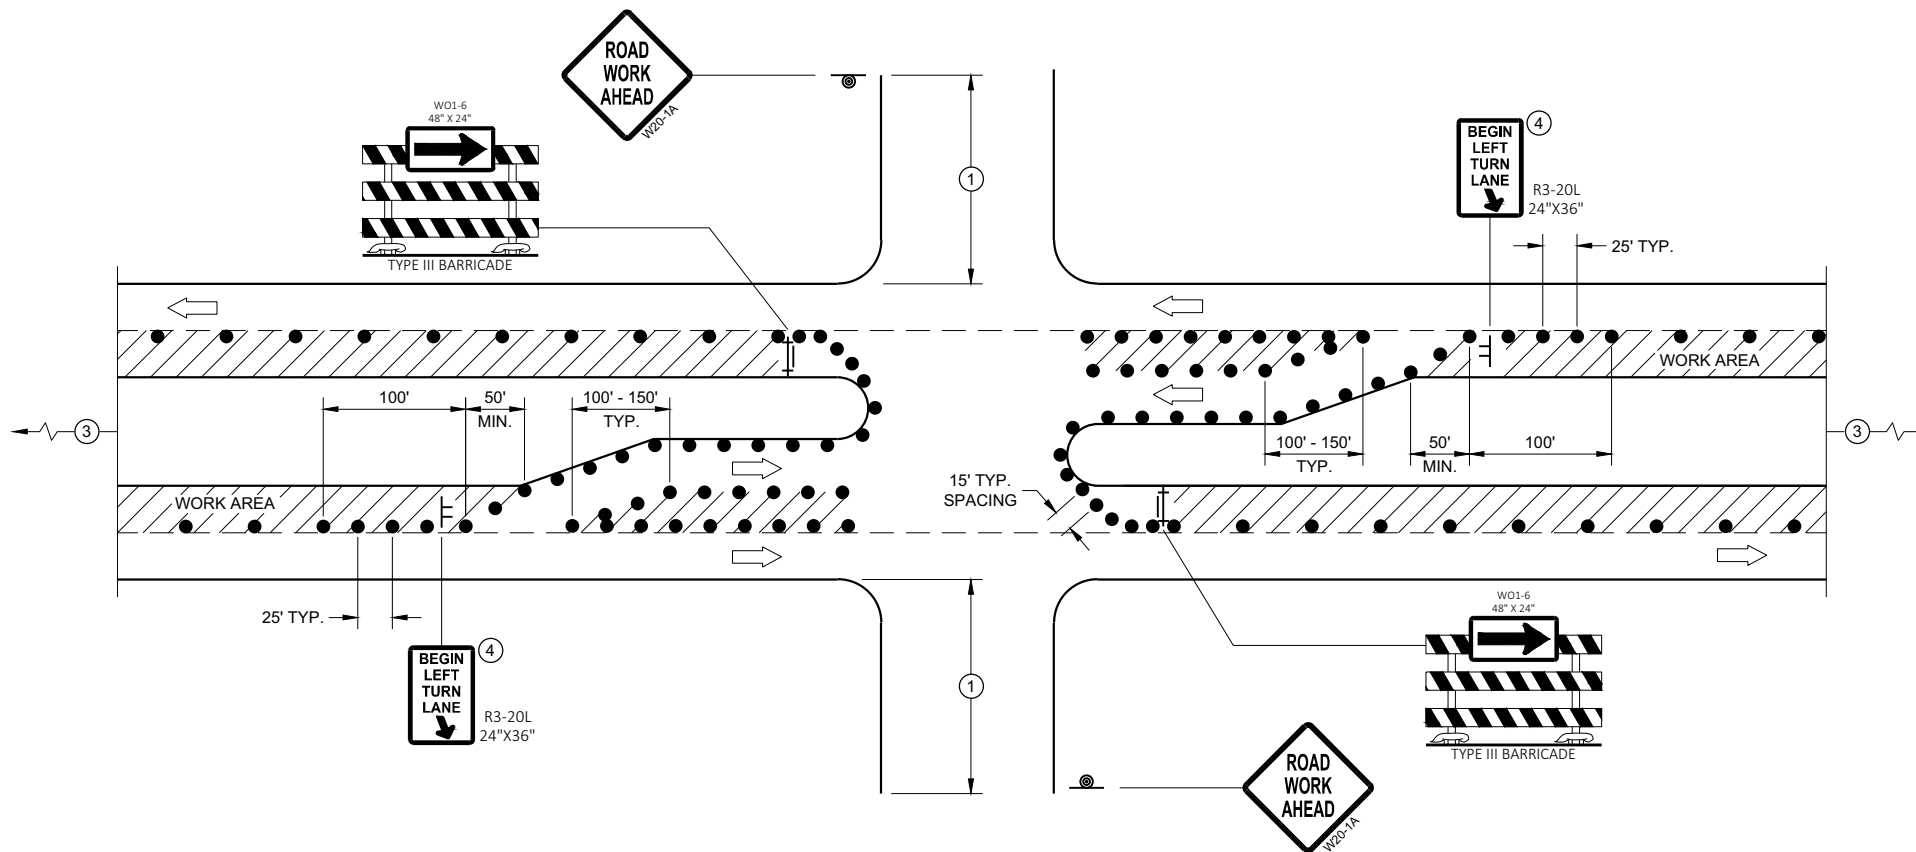 ROAD
WORK
AHEAD
W20-1A
WO1-6
48" X 24"
TYPE III BARRICADE
1
BEGIN
LEFT
TURN
LANE
4
R3-20L
24"X36"
25' TYP.
WORK AREA
100'
50'
MIN.
100' - 150'
TYP.
3
100' - 150'
TYP.
50'
MIN.
100'
3
WORK AREA
15' TYP.
SPACING
25' TYP.
BEGIN
LEFT
TURN
LANE
4
R3-20L
24"X36"
1
WO1-6
48" X 24"
TYPE III BARRICADE
ROAD
WORK
AHEAD
W20-1A